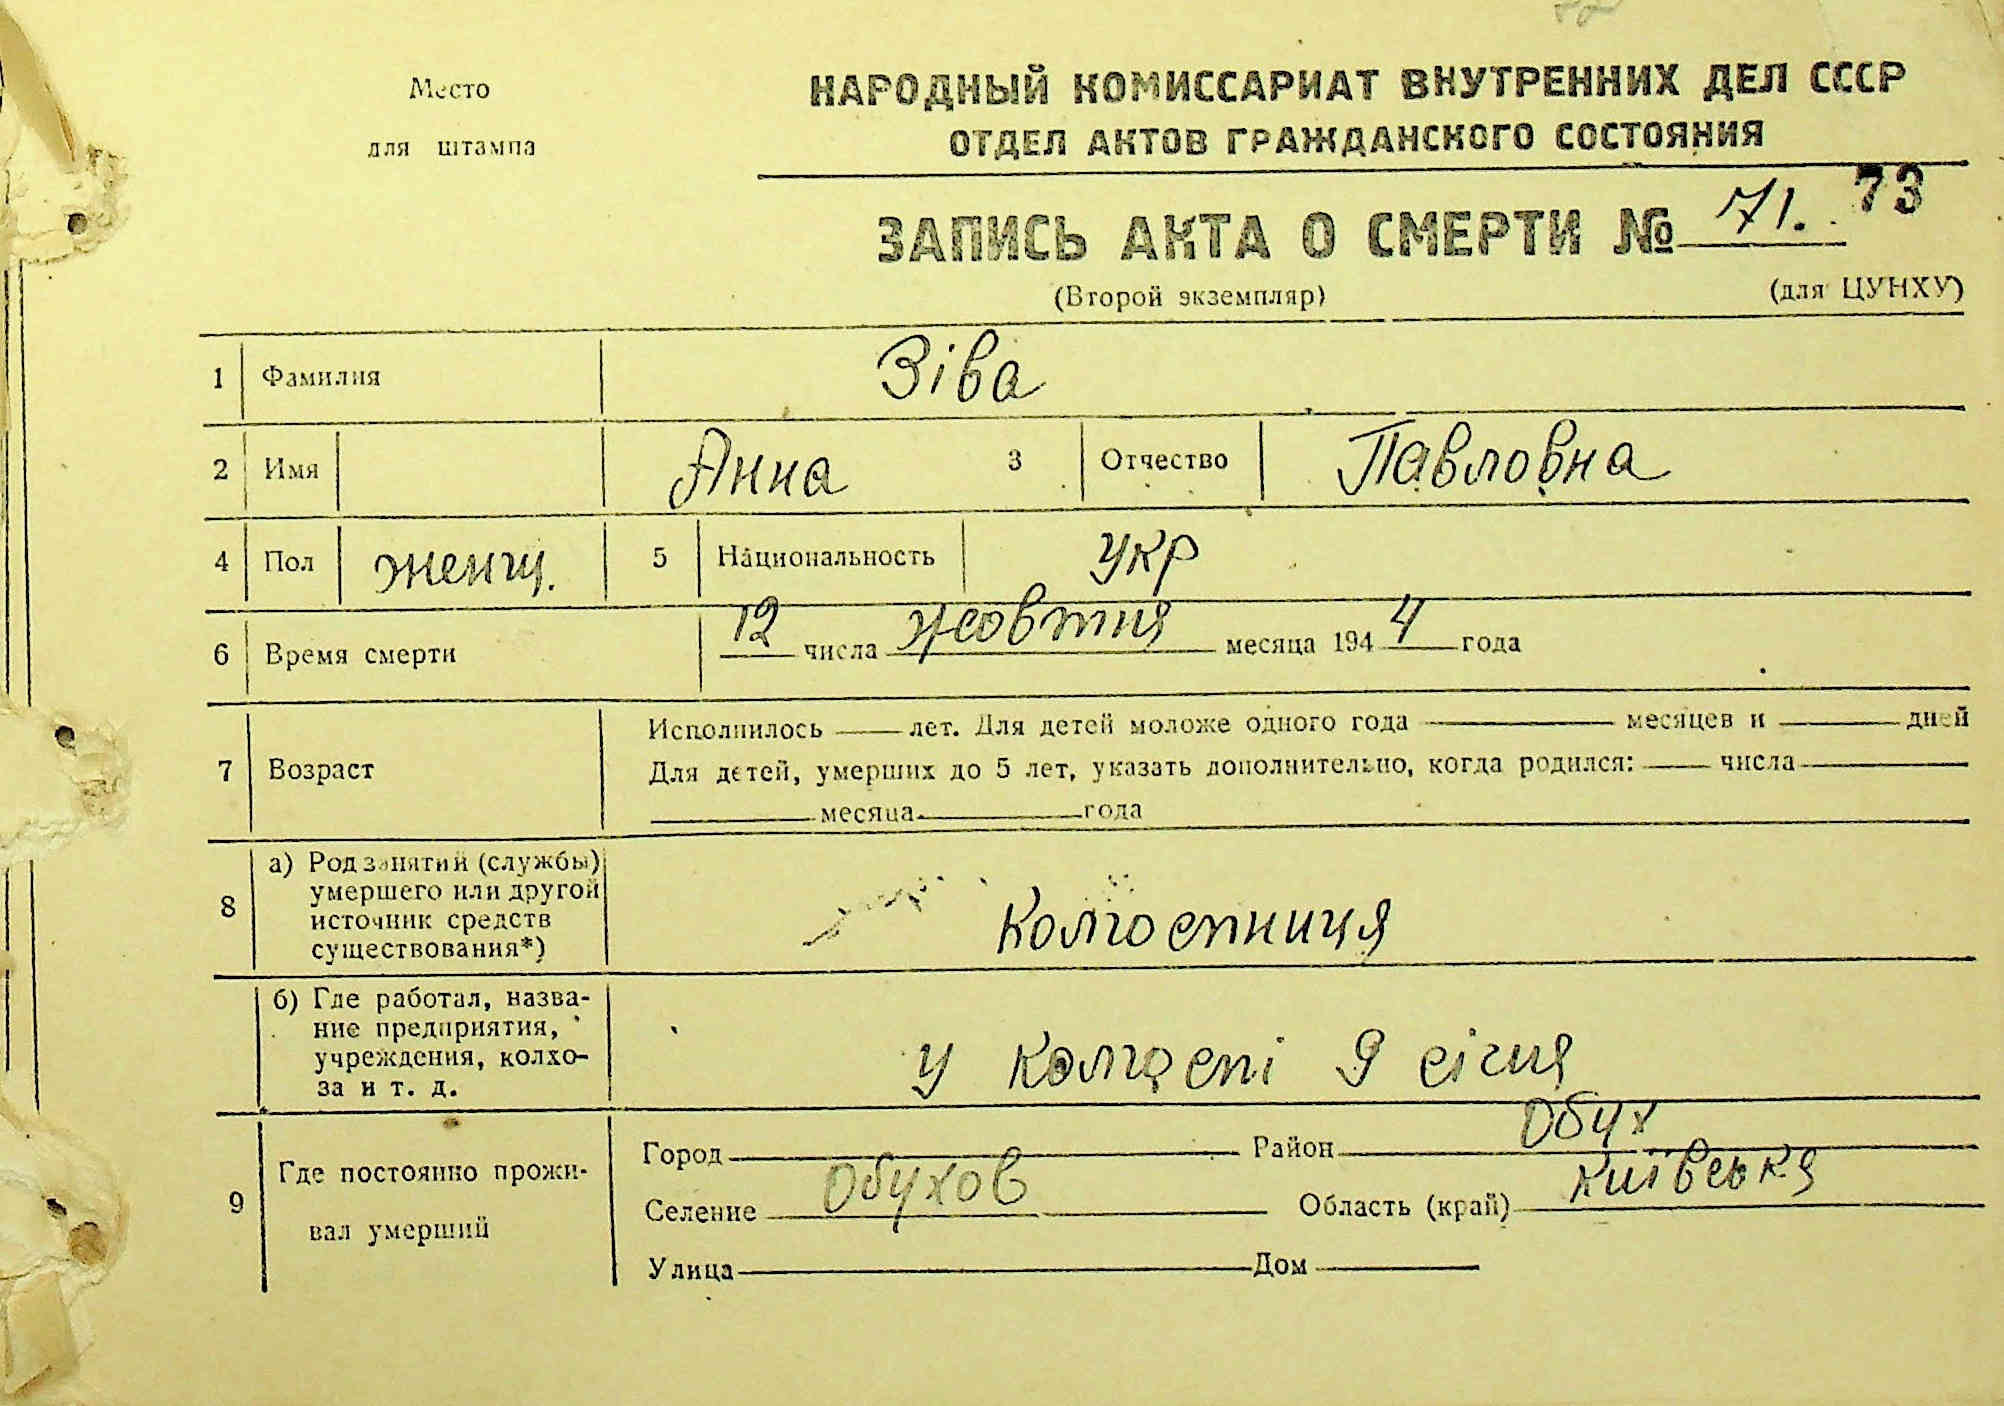 Место
для штампа
НАРОДНЫЙ КОМИССАРИАТ ВНУТРЕННИХ ДЕЛ СССР
ОТДЕЛ АКТОВ ГРАЖДАНСКОГО СОСТОЯНИЯ
73
ЗАПИСЬ АКТА О СМЕРТИ № 71.
(Второй экземпляр) (для ЦУНХУ)
1 Фамилия Зіва
2 Имя Анна 3 Отчество Павловна
4 Пол женщ. 5 Национальность укр
6 Время смерти 12 числа жовтня месяца 1944 года
Исполнилось лет. Для детей моложе одного года месяцев и дней
7 Возраст Для детей, умерших до 5 лет, указать дополнительно, когда родился: числа
месяца года
8 а) Род занятий (службы)
умершего или другой
источник средств
существования*)
колгоспниця
б) Где работал, назва-
ние предприятия,
учреждения, колхо-
за и т. д.
у колгоспі 9 січня
9 Где постоянно прожи-
вал умерший
Город Район Обух
Селение Обухов Область (край) київська
Улица Дом